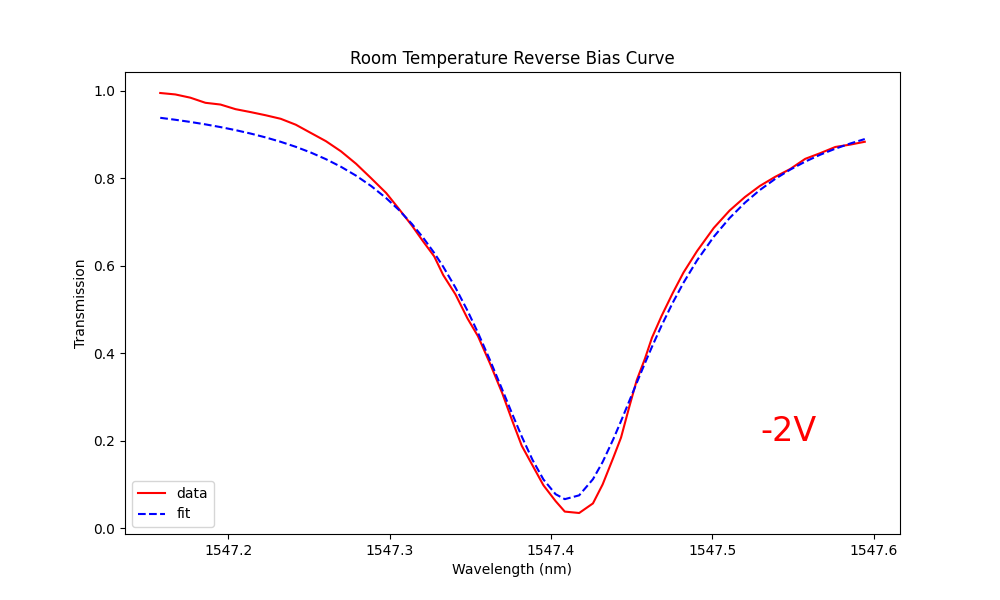 Room Temperature Reverse Bias Curve
1.0
0.8
0.6
0.4
0.2
0.0
Transmission
-2V
data
fit
1547.2 1547.3 1547.4 1547.5 1547.6
Wavelength (nm)